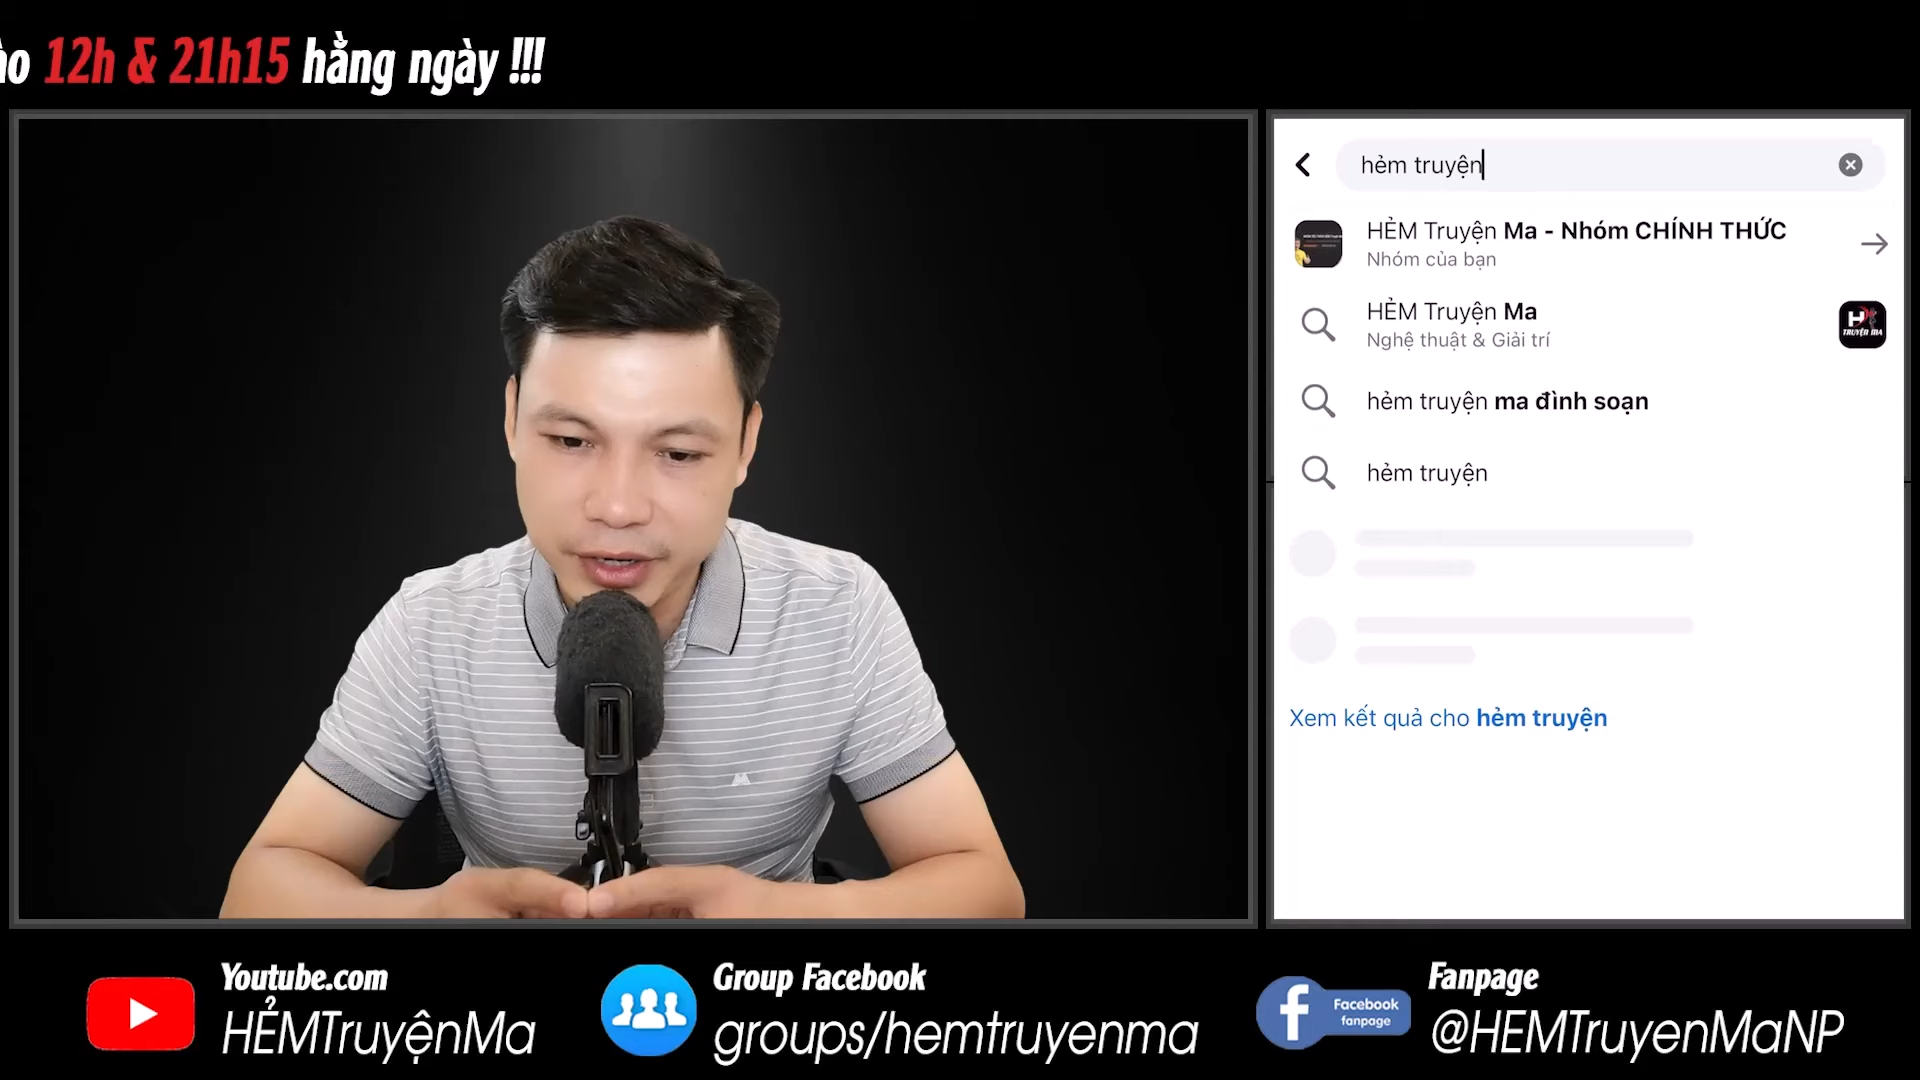 12h & 21h15 hằng ngày !!!
hẻm truyện
HẺM Truyện Ma - Nhóm CHÍNH THỨC
Nhóm của bạn
HẺM Truyện Ma
Nghệ thuật & Giải trí
H
TRUYỆN MA
hẻm truyện ma đình soạn
hẻm truyện
Xem kết quả cho hẻm truyện
Youtube.com
HẺMTruyệnMa
Group Facebook
groups/hemtruyenma
Facebook
fanpage
Fanpage
@HEMTruyenMaNP